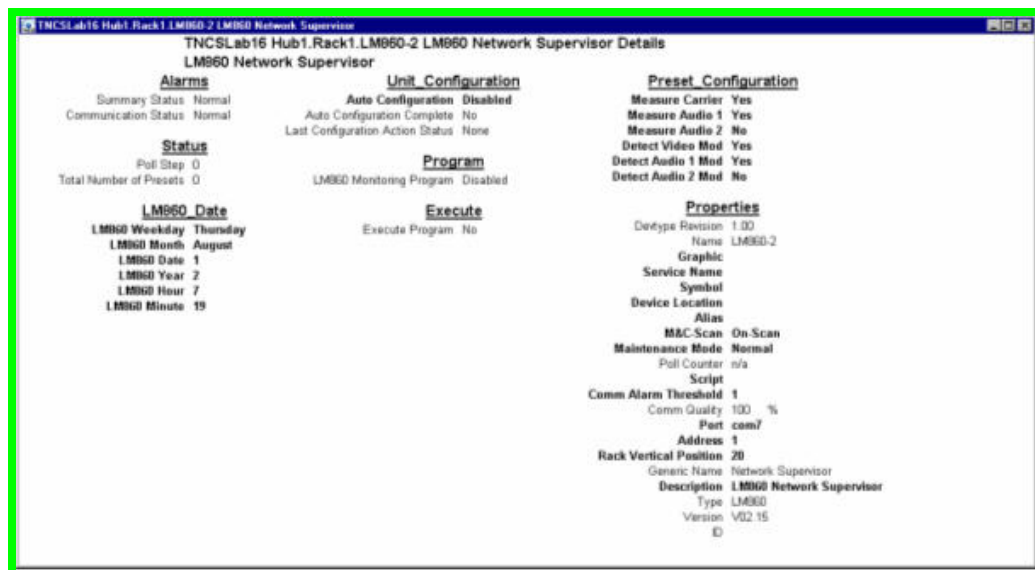 TNCSLab16 Hub1.Rack1.LM860-2 LM860 Network Supervisor
TNCSLab16 Hub1.Rack1.LM860-2 LM860 Network Supervisor Details
LM860 Network Supervisor
Alarms
Summary Status Normal
Communication Status Normal
Status
Poll Step 0
Total Number of Presets 0
LM860_Date
LM860 Weekday Thursday
LM860 Month August
LM860 Date 1
LM860 Year 2
LM860 Hour 7
LM860 Minute 19
Unit_Configuration
Auto Configuration Disabled
Auto Configuration Complete No
Last Configuration Action Status None
Program
LM860 Monitoring Program Disabled
Execute
Execute Program No
Preset_Configuration
Measure Carrier Yes
Measure Audio 1 Yes
Measure Audio 2 No
Detect Video Mod Yes
Detect Audio 1 Mod Yes
Detect Audio 2 Mod No
Properties
Devtype Revision 1.00
Name LM860-2
Graphic
Service Name
Symbol
Device Location
Alias
M&C-Scan On-Scan
Maintenance Mode Normal
Poll Counter n/a
Script
Comm Alarm Threshold 1
Comm Quality 100 %
Port com7
Address 1
Rack Vertical Position 20
Generic Name Network Supervisor
Description LM860 Network Supervisor
Type LM860
Version V02.15
ID